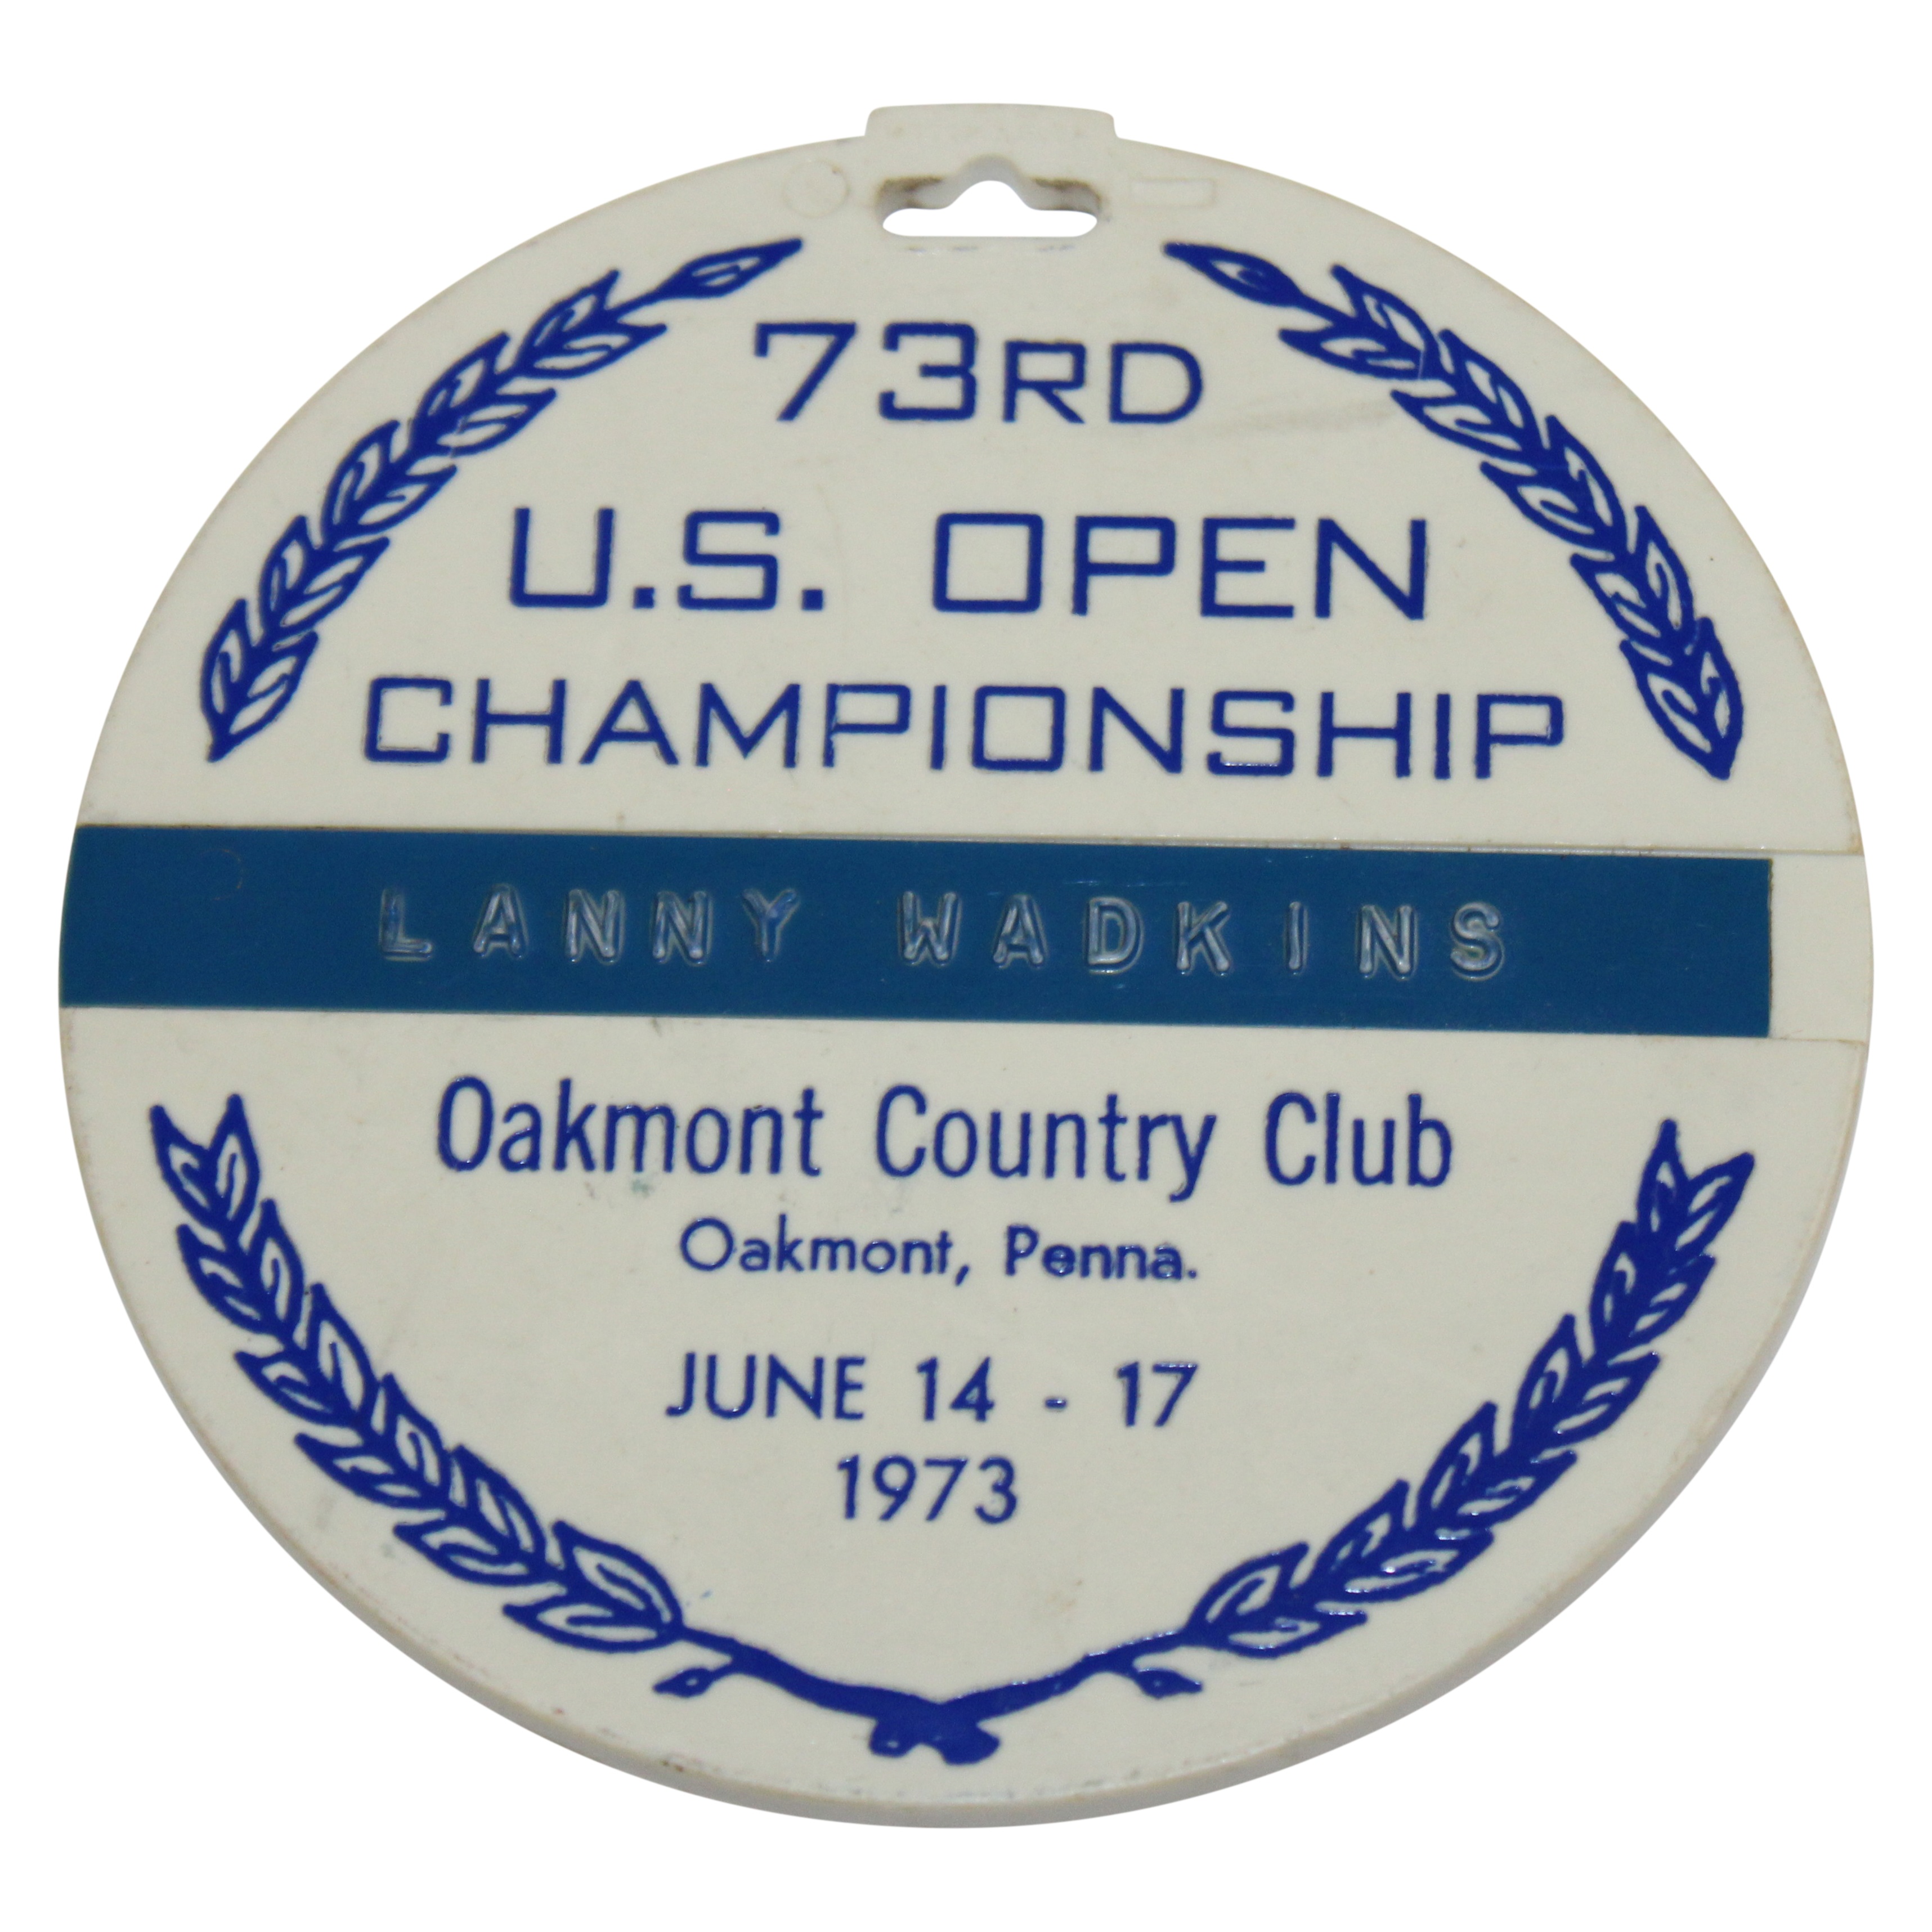 73RD
U.S. OPEN
CHAMPIONSHIP
LANNY WADKINS
Oakmont Country Club
Oakmont, Penna.
JUNE 14 - 17
1973